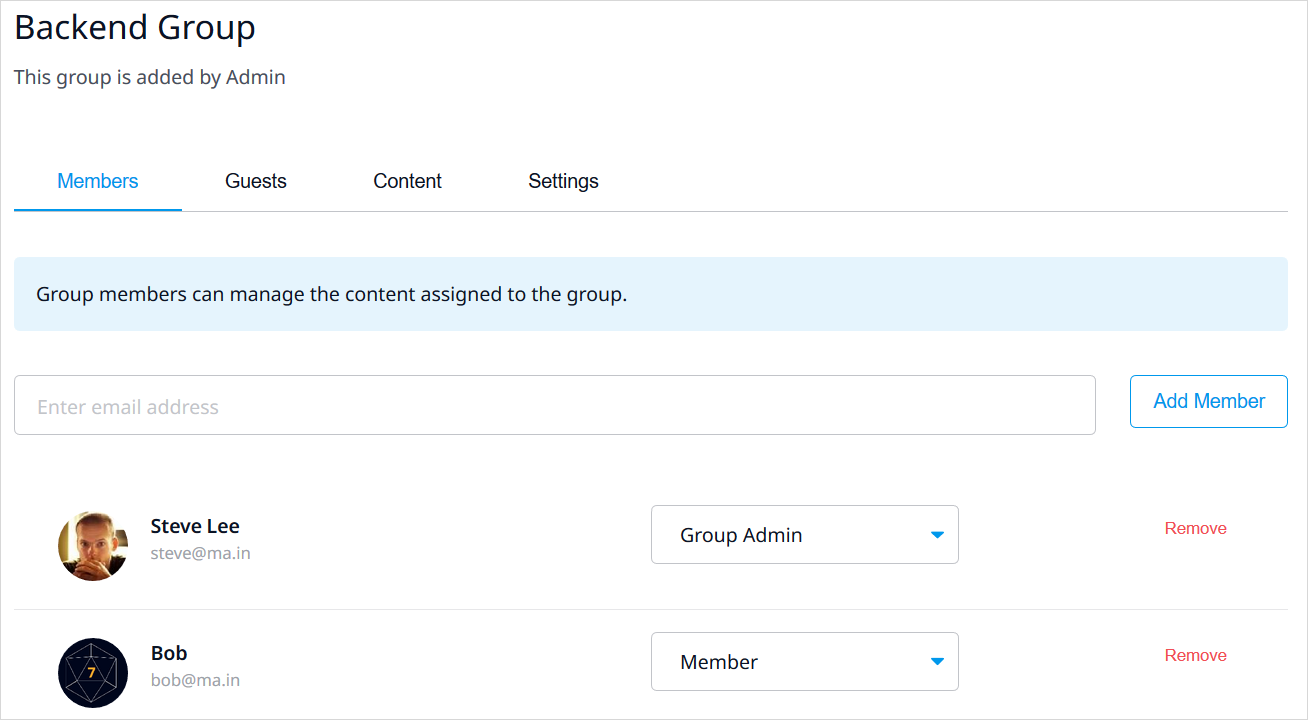 Backend Group
This group is added by Admin
Members Guests Content Settings
Group members can manage the content assigned to the group.
Enter email address Add Member
Steve Lee
steve@ma.in
Group Admin
Remove
7
Bob
bob@ma.in
Member
Remove